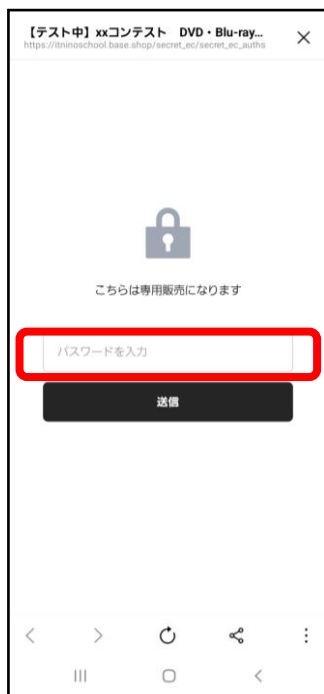 【テスト中】xxコンテスト　DVD・Blu-ray...
https://itninoschool.base.shop/secret_ec/secret_ec_auths
こちらは専用販売になります
パスワードを入力
送信